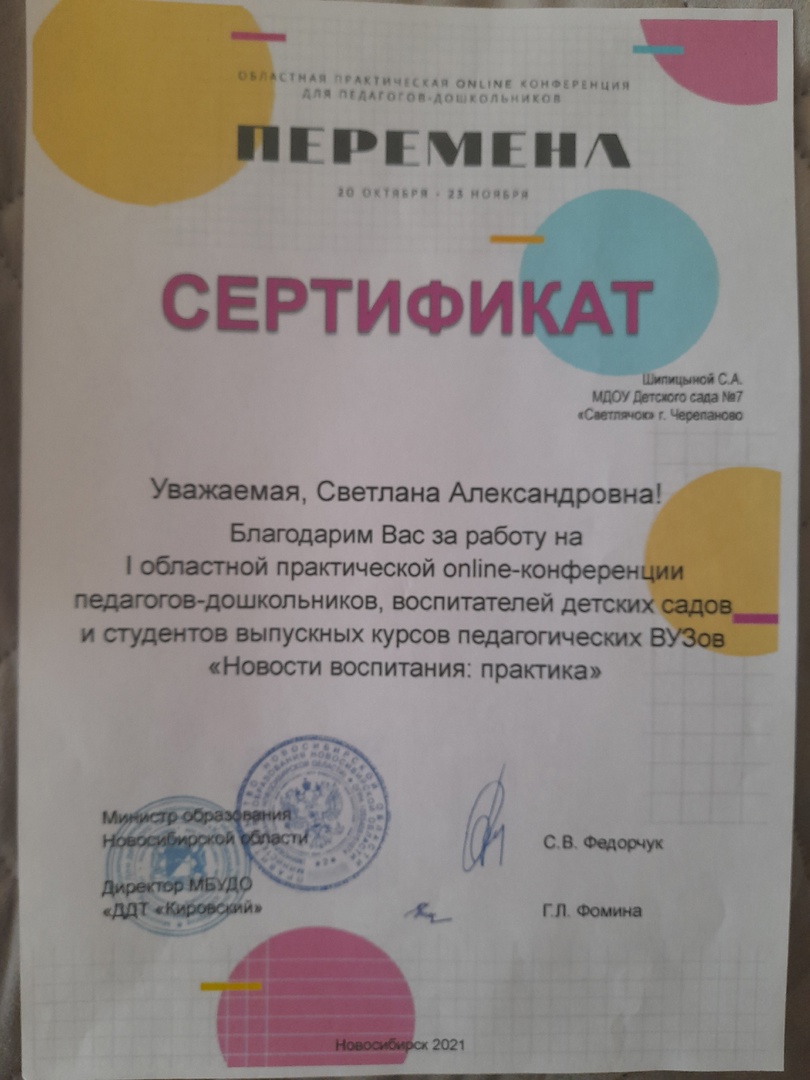 ОБЛАСТНАЯ ПРАКТИЧЕСКАЯ ONLINE КОНФЕРЕНЦИЯ
ДЛЯ ПЕДАГОГОВ-ДОШКОЛЬНИКОВ
ПЕРЕМЕНА
20 ОКТЯБРЯ - 23 НОЯБРЯ
СЕРТИФИКАТ
Шипицыной С.А.
МДОУ Детского сада №7
«Светлячок» г. Черепаново
Уважаемая, Светлана Александровна!
Благодарим Вас за работу на
I областной практической online-конференции
педагогов-дошкольников, воспитателей детских садов
и студентов выпускных курсов педагогических ВУЗов
«Новости воспитания: практика»
Министр образования
Новосибирской области
С.В. Федорчук
Директор МБУДО
«ДДТ «Кировский»
Г.Л. Фомина
Новосибирск 2021